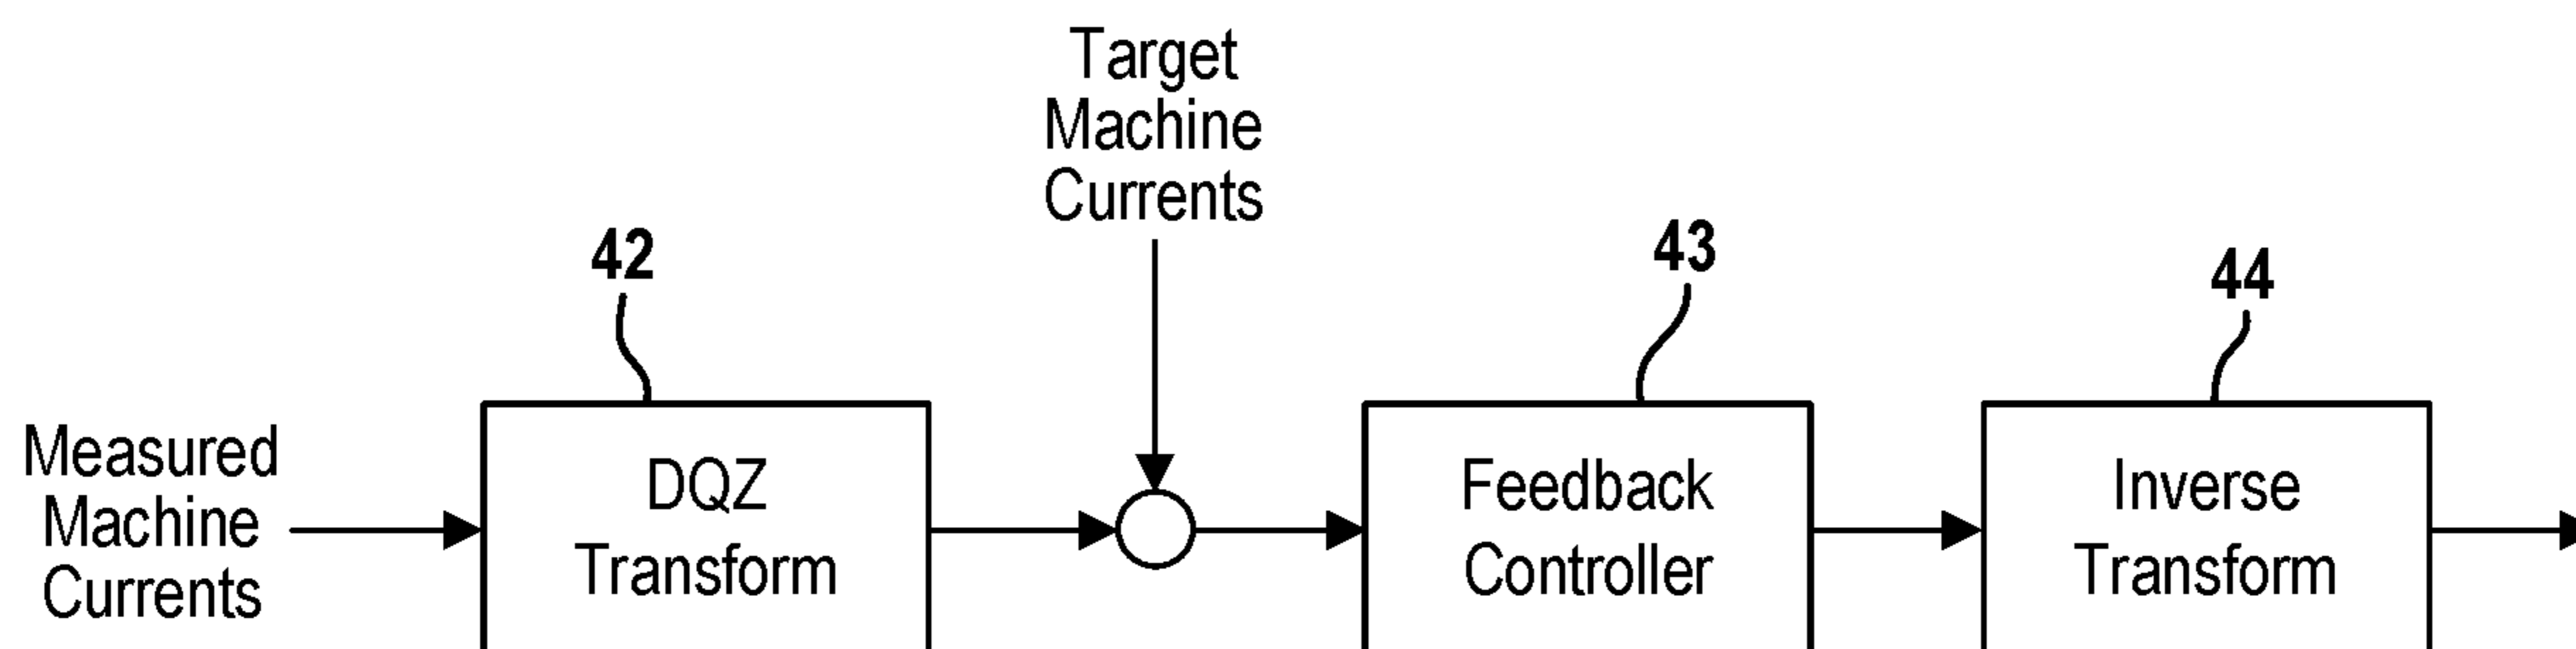 Target
Machine
Currents
42
43
44
Measured
Machine
Currents
DQZ
Transform
Feedback
Controller
Inverse
Transform